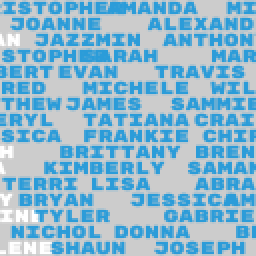 ISTOPHER AMANDA MI
JOANNE ALEXAND
AN JAZZMIN ANTHON
STOPHER SARAH MAR
BERT EVAN TRAVIS
RED MICHELE WIL
THEW JAMES SAMMIE
ERYL TATIANA CRAI
SICA FRANKIE
H BRITTANY BREN
KIMBERLY SAMAN
TERRI LISA ABRA
Y BRYAN JESSICA AM
TYLER GABRIE
NICHOL DONNA
LENE SHAUN JOSEPH